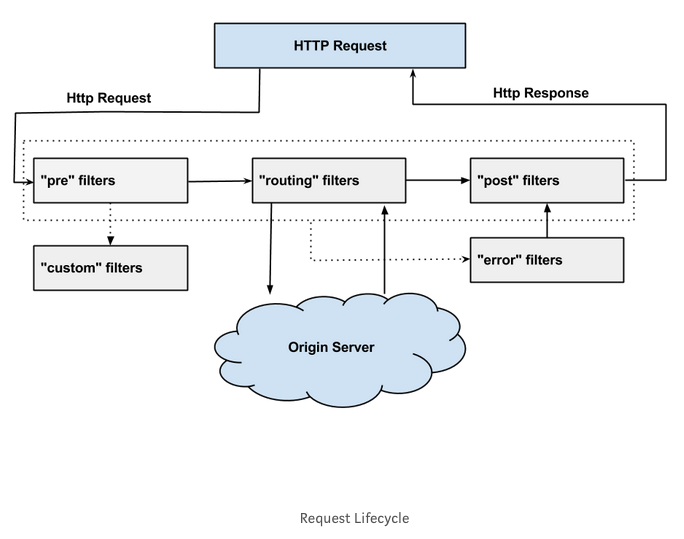 HTTP Request
Http Request
Http Response
"pre" filters
"routing" filters
"post" filters
"custom" filters
"error" filters
Origin Server
Request Lifecycle